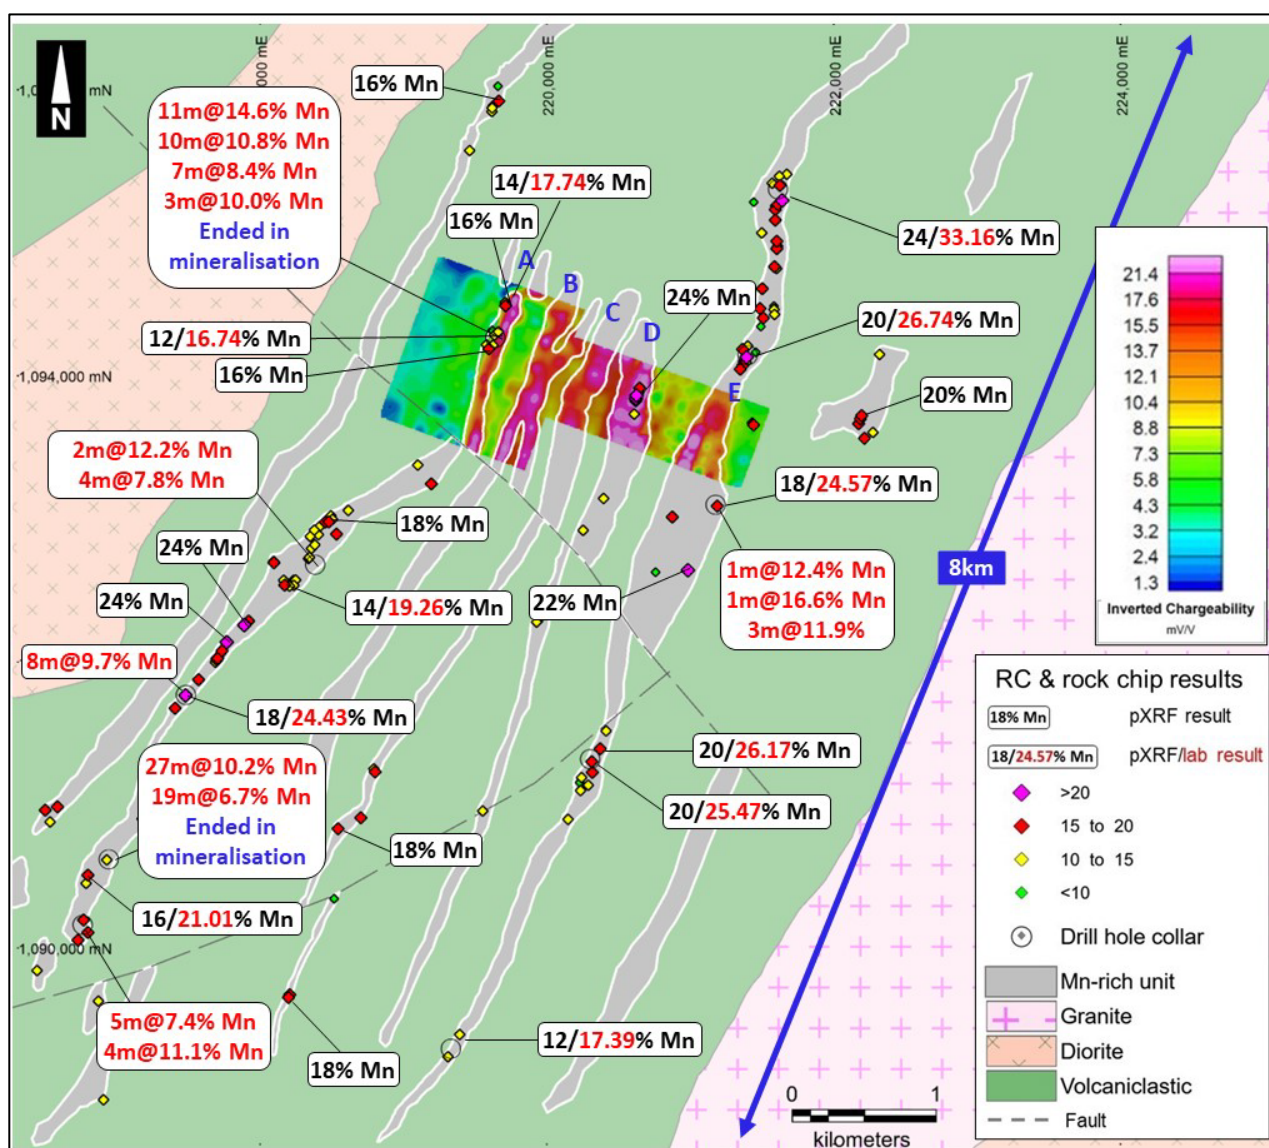 N
1,0
mN
,000 mE
220,000 mE
222,000 mE
224,000 mE
16% Mn
11m@14.6% Mn
10m@10.8% Mn
7m@8.4% Mn
3m@10.0% Mn
Ended in
mineralisation
14/17.74% Mn
16% Mn
24/33.16% Mn
A
B
C
D
E
24% Mn
12/16.74% Mn
16% Mn
20/26.74% Mn
1,094,000 mN
20% Mn
2m@12.2% Mn
4m@7.8% Mn
18/24.57% Mn
18% Mn
24% Mn
24% Mn
14/19.26% Mn
22% Mn
1m@12.4% Mn
1m@16.6% Mn
3m@11.9%
8km
8m@9.7% Mn
18/24.43% Mn
27m@10.2% Mn
19m@6.7% Mn
Ended in
mineralisation
20/26.17% Mn
20/25.47% Mn
18% Mn
16/21.01% Mn
1,090,000 mN
5m@7.4% Mn
4m@11.1% Mn
18% Mn
12/17.39% Mn
0 1
kilometers
21.4
17.6
15.5
13.7
12.1
10.4
8.8
7.3
5.8
4.3
3.2
2.4
1.3
Inverted Chargeability
mV/V
RC & rock chip results
18% Mn pXRF result
18/24.57% Mn pXRF/lab result
>20
15 to 20
10 to 15
<10
Drill hole collar
Mn-rich unit
Granite
Diorite
Volcaniclastic
Fault